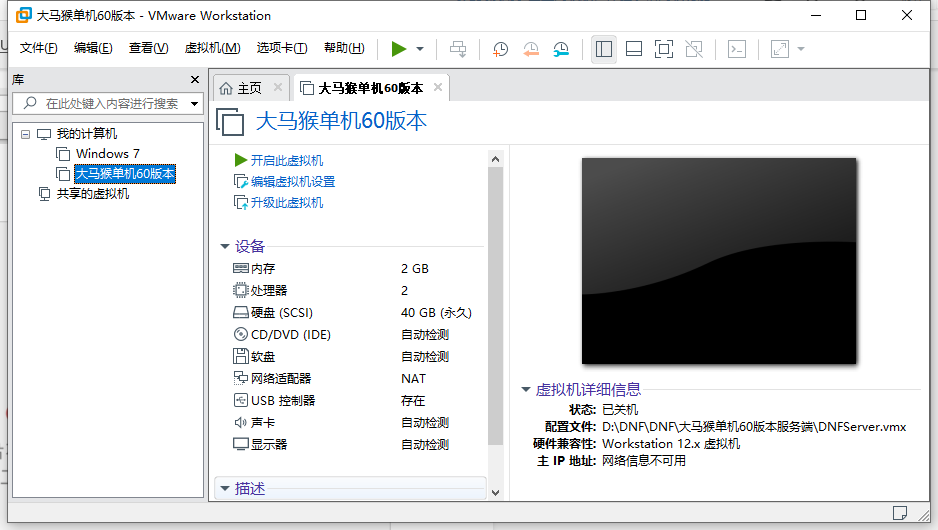 大马猴单机60版本 - VMware Workstation
文件(F) 编辑(E) 查看(V) 虚拟机(M) 选项卡(T) 帮助(H)
库
主页
大马猴单机60版本
在此处键入内容进行搜索
大马猴单机60版本
我的计算机
Windows 7
大马猴单机60版本
共享的虚拟机
开启此虚拟机
编辑虚拟机设置
升级此虚拟机
设备
内存 2 GB
处理器 2
硬盘 (SCSI) 40 GB (永久)
CD/DVD (IDE) 自动检测
软盘 自动检测
网络适配器 NAT
USB 控制器 存在
声卡 自动检测
显示器 自动检测
描述
虚拟机详细信息
状态: 已关机
配置文件: D:\DNF\DNF\大马猴单机60版本服务端\DNFServer.vmx
硬件兼容性: Workstation 12.x 虚拟机
主 IP 地址: 网络信息不可用